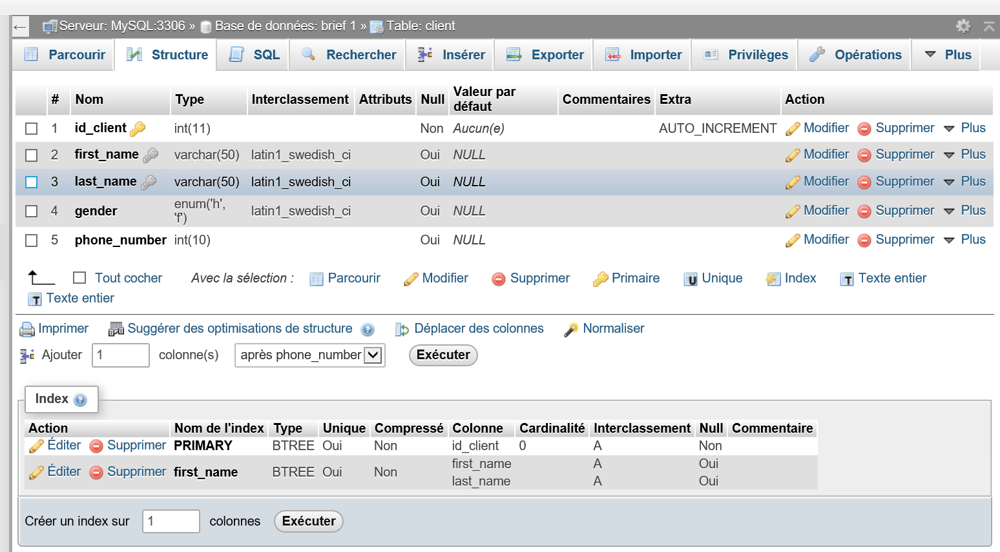 ← Serveur: MySQL:3306 » Base de données: brief 1 » Table: client
Parcourir Structure SQL Rechercher Insérer Exporter Importer Privilèges Opérations Plus
# Nom Type Interclassement Attributs Null Valeur par défaut Commentaires Extra Action
1 id_client int(11) Non Aucun(e) AUTO_INCREMENT Modifier Supprimer Plus
2 first_name varchar(50) latin1_swedish_ci Oui NULL Modifier Supprimer Plus
3 last_name varchar(50) latin1_swedish_ci Oui NULL Modifier Supprimer Plus
4 gender enum('h', 'f') latin1_swedish_ci Oui NULL Modifier Supprimer Plus
5 phone_number int(10) Oui NULL Modifier Supprimer Plus
Tout cocher Avec la sélection : Parcourir Modifier Supprimer Primaire Unique Index Texte entier
Texte entier
Imprimer Suggérer des optimisations de structure Déplacer des colonnes Normaliser
Ajouter 1 colonne(s) après phone_number Exécuter
Index
Action Nom de l'index Type Unique Compressé Colonne Cardinalité Interclassement Null Commentaire
Éditer Supprimer PRIMARY BTREE Oui Non id_client 0 A Non
Éditer Supprimer first_name BTREE Oui Non first_name A Oui
last_name A Oui
Créer un index sur 1 colonnes Exécuter